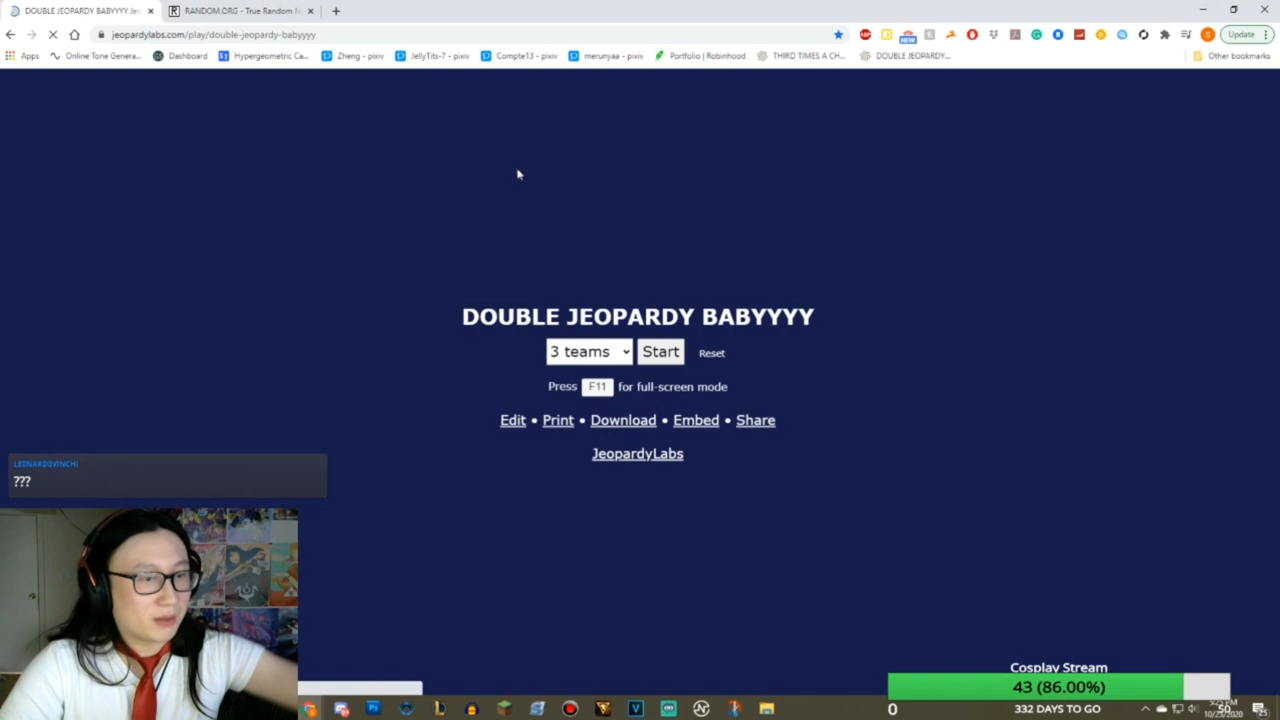 DOUBLE JEOPARDY BABYYYY Je
RANDOM.ORG - True Random N
jeopardylabs.com/play/double-jeopardy-babyyyy
Update
Apps
Online Tone Genera...
Dashboard
Hypergeometric Ca...
Zheng - pixiv
JellyTits-7 - pixiv
Compte13 - pixiv
merunyaa - pixiv
Portfolio | Robinhood
THIRD TIMES A CH...
DOUBLE JEOPARDY...
Other bookmarks
DOUBLE JEOPARDY BABYYYY
3 teams Start Reset
Press F11 for full-screen mode
Edit • Print • Download • Embed • Share
JeopardyLabs
LE0NARD0VINCHI
???
Cosplay Stream
43 (86.00%)
0 332 DAYS TO GO 50